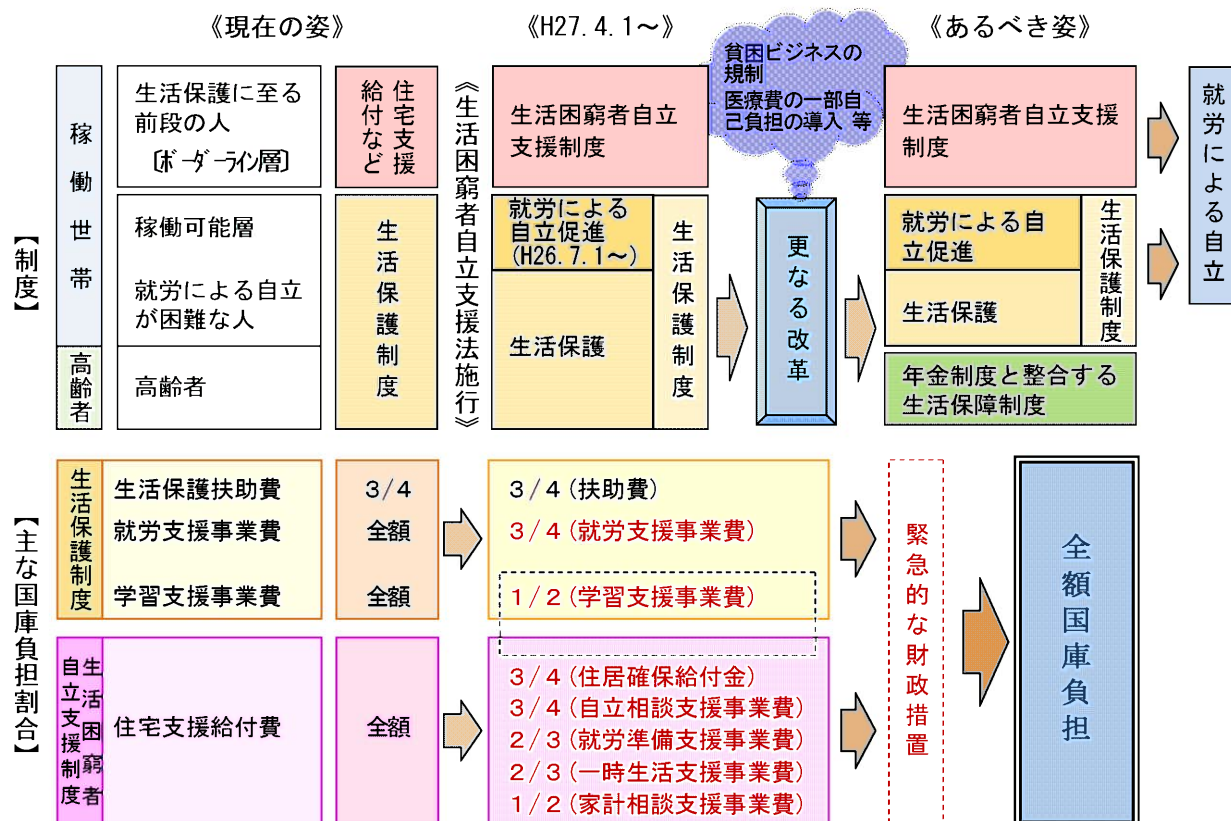 《現在の姿》
《H27.4.1～》
《あるべき姿》
貧困ビジネスの
規制
医療費の一部自
己負担の導入 等
【制度】
稼働世帯
高齢者
生活保護に至る
前段の人
〔ボーダーライン層〕
稼働可能層
就労による自立
が困難な人
高齢者
住宅支援
給付など
生活保護制度
《生活困窮者自立支援法施行》
生活困窮者自立
支援制度
就労による
自立促進
(H26.7.1～)
生活保護
生活保護制度
更なる改革
生活困窮者自立支援
制度
就労による自
立促進
生活保護
生活保護制度
年金制度と整合する
生活保障制度
就労による自立
【主な国庫負担割合】
生活保護制度
生活保護扶助費
就労支援事業費
学習支援事業費
3/4
全額
全額
3/4(扶助費)
3/4(就労支援事業費)
1/2(学習支援事業費)
生活困窮者
自立支援制度
住宅支援給付費
全額
3/4(住居確保給付金)
3/4(自立相談支援事業費)
2/3(就労準備支援事業費)
2/3(一時生活支援事業費)
1/2(家計相談支援事業費)
緊急的な財政措置
全額国庫負担